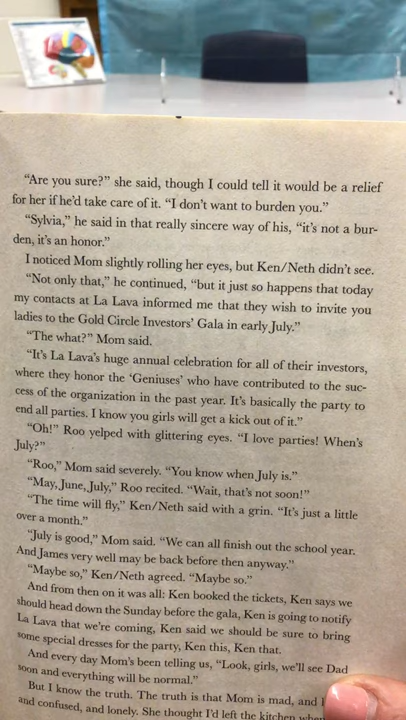 “Are you sure?” she said, though I could tell it would be a relief
for her if he’d take care of it. “I don’t want to burden you.”
“Sylvia,” he said in that really sincere way of his, “it’s not a bur-
den, it’s an honor.”
I noticed Mom slightly rolling her eyes, but Ken/Neth didn’t see.
“Not only that,” he continued, “but it just so happens that today
my contacts at La Lava informed me that they wish to invite you
ladies to the Gold Circle Investors’ Gala in early July.”
“The what?” Mom said.
“It’s La Lava’s huge annual celebration for all of their investors,
where they honor the ‘Geniuses’ who have contributed to the suc-
cess of the organization in the past year. It’s basically the party to
end all parties. I know you girls will get a kick out of it.”
“Oh!” Roo yelped with glittering eyes. “I love parties! When’s
July?”
“Roo,” Mom said severely. “You know when July is.”
“May, June, July,” Roo recited. “Wait, that’s not soon!”
“The time will fly,” Ken/Neth said with a grin. “It’s just a little
over a month.”
“July is good,” Mom said. “We can all finish out the school year.
And James very well may be back before then anyway.”
“Maybe so,” Ken/Neth agreed. “Maybe so.”
And from then on it was all: Ken booked the tickets, Ken says we
should head down the Sunday before the gala, Ken is going to notify
La Lava that we’re coming, Ken said we should be sure to bring
some special dresses for the party, Ken this, Ken that.
And every day Mom’s been telling us, “Look, girls, we’ll see Dad
soon and everything will be normal.”
But I know the truth. The truth is that Mom is mad, and
and confused, and lonely. She thought I’d left the kitchen when